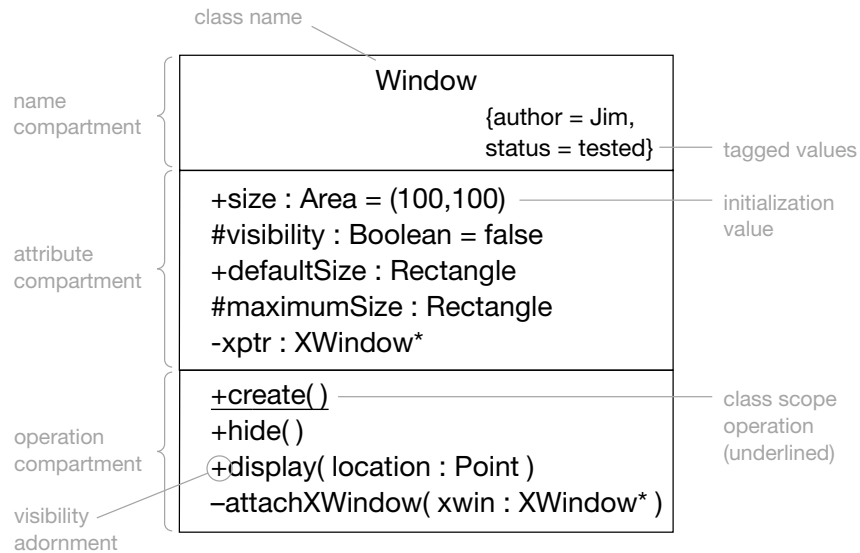 class name
Window
name
compartment
{author = Jim,
status = tested}
tagged values
+size : Area = (100,100)
initialization
value
#visibility : Boolean = false
attribute
compartment
+defaultSize : Rectangle
#maximumSize : Rectangle
-xptr : XWindow*
+create( )
class scope
operation
(underlined)
+hide( )
operation
compartment
+display( location : Point )
–attachXWindow( xwin : XWindow* )
visibility
adornment